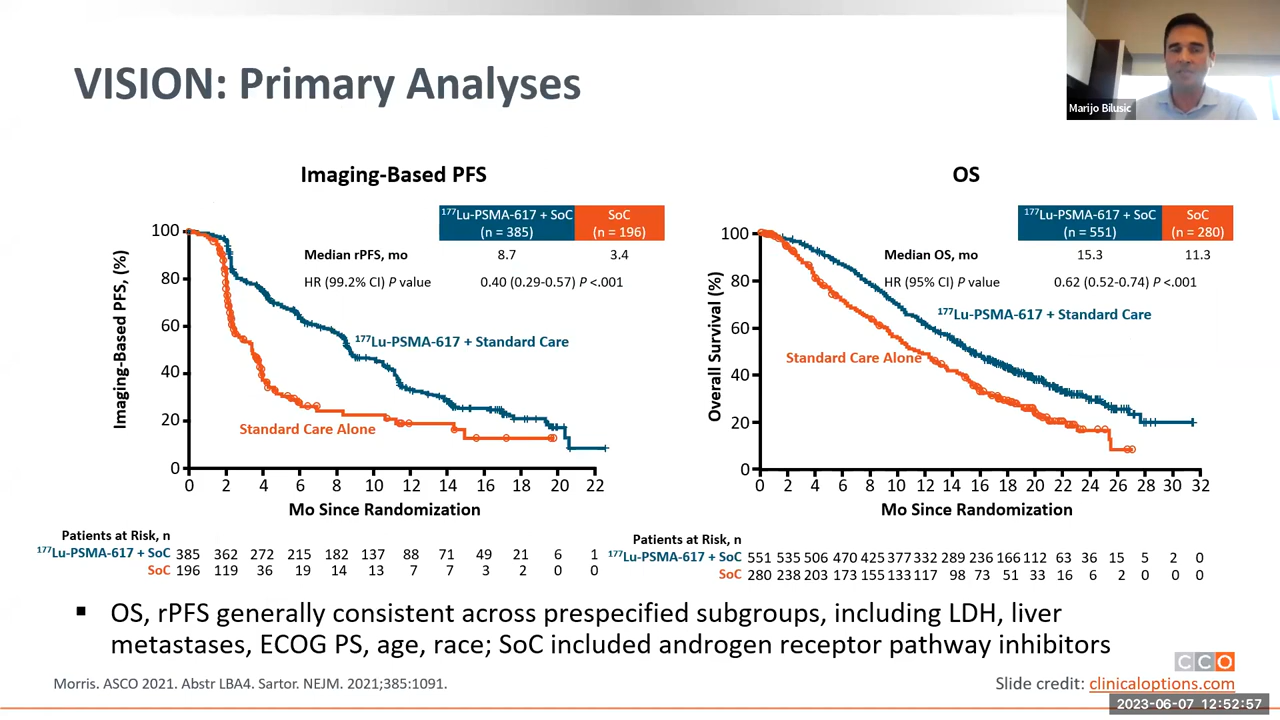 VISION: Primary Analyses
Marijo Bilusic
Imaging-Based PFS
177Lu-PSMA-617 + SoC
(n = 385)
SoC
(n = 196)
Median rPFS, mo 8.7 3.4
HR (99.2% CI) P value 0.40 (0.29-0.57) P <.001
Imaging-Based PFS, (%)
100
80
60
40
20
0
177Lu-PSMA-617 + Standard Care
Standard Care Alone
0 2 4 6 8 10 12 14 16 18 20 22
Mo Since Randomization
Patients at Risk, n
177Lu-PSMA-617 + SoC 385 362 272 215 182 137 88 71 49 21 6 1
SoC 196 119 36 19 14 13 7 7 3 2 0 0
OS
177Lu-PSMA-617 + SoC
(n = 551)
SoC
(n = 280)
Median OS, mo 15.3 11.3
HR (95% CI) P value 0.62 (0.52-0.74) P <.001
Overall Survival (%)
100
80
60
40
20
0
177Lu-PSMA-617 + Standard Care
Standard Care Alone
0 2 4 6 8 10 12 14 16 18 20 22 24 26 28 30 32
Mo Since Randomization
Patients at Risk, n
177Lu-PSMA-617 + SoC 551 535 506 470 425 377 332 289 236 166 112 63 36 15 5 2 0
SoC 280 238 203 173 155 133 117 98 73 51 33 16 6 2 0 0 0
▪ OS, rPFS generally consistent across prespecified subgroups, including LDH, liver
metastases, ECOG PS, age, race; SoC included androgen receptor pathway inhibitors
CCO
Morris. ASCO 2021. Abstr LBA4. Sartor. NEJM. 2021;385:1091.
Slide credit: clinicaloptions.com
2023-06-07 12:52:57